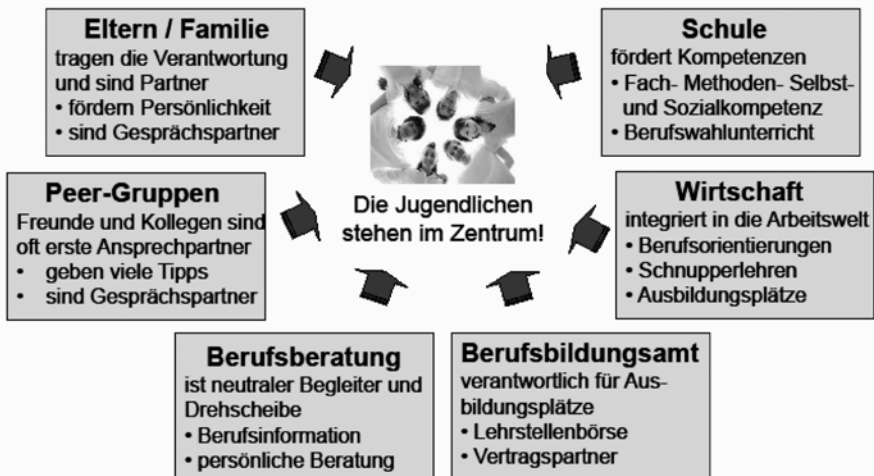 Eltern / Familie
tragen die Verantwortung
und sind Partner
• fördern Persönlichkeit
• sind Gesprächspartner
Schule
fördert Kompetenzen
• Fach- Methoden- Selbst-
und Sozialkompetenz
• Berufswahlunterricht
Peer-Gruppen
Freunde und Kollegen sind
oft erste Ansprechpartner
• geben viele Tipps
• sind Gesprächspartner
Die Jugendlichen
stehen im Zentrum!
Wirtschaft
integriert in die Arbeitswelt
• Berufsorientierungen
• Schnupperlehren
• Ausbildungsplätze
Berufsberatung
ist neutraler Begleiter und
Drehscheibe
• Berufsinformation
• persönliche Beratung
Berufsbildungsamt
verantwortlich für Aus-
bildungsplätze
• Lehrstellenbörse
• Vertragspartner